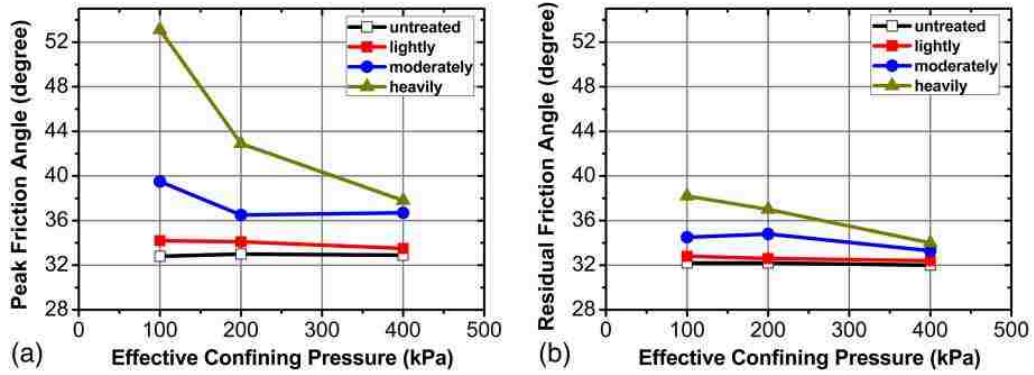 Peak Friction Angle (degree)
52
48
44
40
36
32
28
untreated
lightly
moderately
heavily
0 100 200 300 400 500
(a) Effective Confining Pressure (kPa)
Residual Friction Angle (degree)
52
48
44
40
36
32
28
untreated
lightly
moderately
heavily
0 100 200 300 400 500
(b) Effective Confining Pressure (kPa)